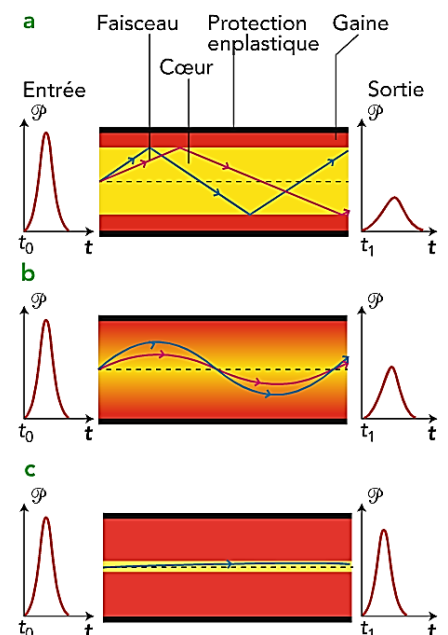 a
Faisceau
Protection
enplastique
Gaine
Cœur
Entrée
Sortie
𝒫
t₀
t
𝒫
t₁
t
b
𝒫
t₀
t
𝒫
t₁
t
c
𝒫
t₀
t
𝒫
t₁
t